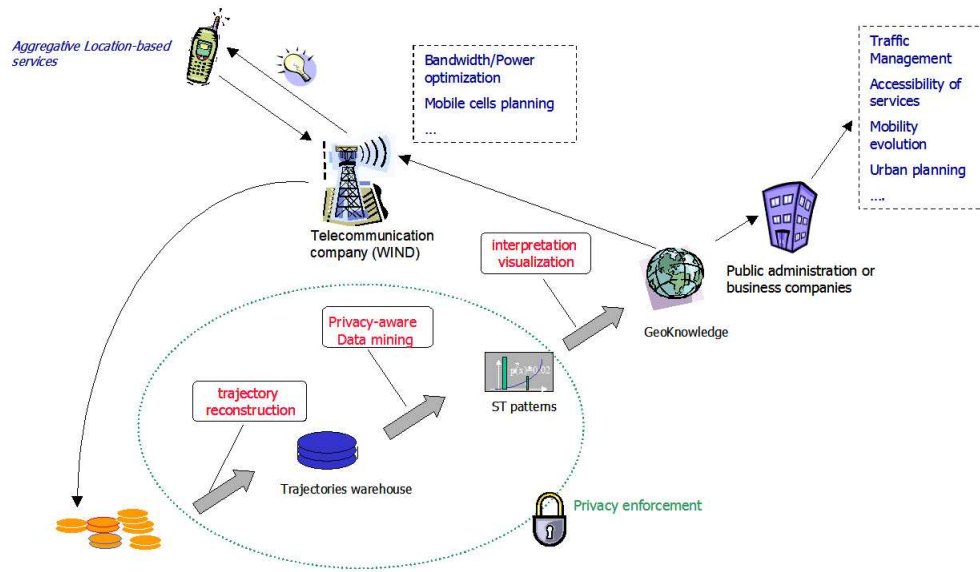 Aggregative Location-based
services
Bandwidth/Power
optimization
Mobile cells planning
...
Traffic
Management
Accessibility of
services
Mobility
evolution
Urban planning
....
Telecommunication
company (WIND)
interpretation
visualization
Public administration or
business companies
GeoKnowledge
Privacy-aware
Data mining
ST patterns
trajectory
reconstruction
Trajectories warehouse
Privacy enforcement